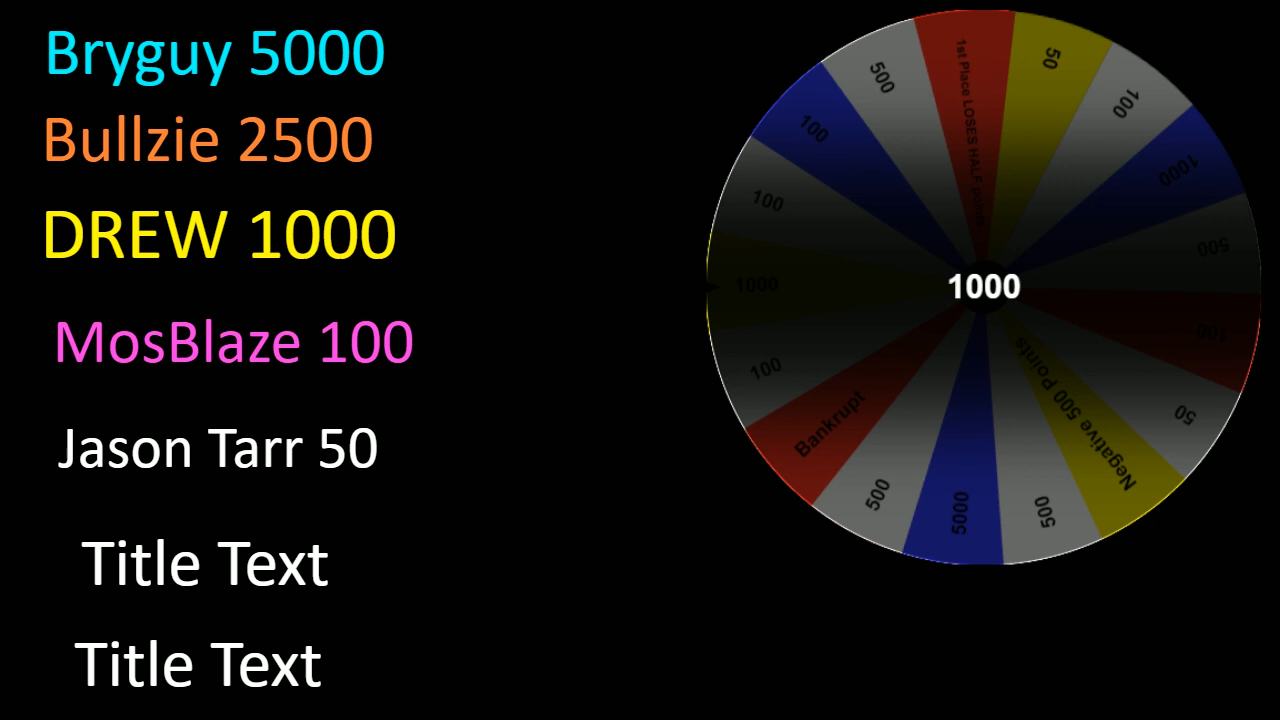 Bryguy 5000
Bullzie 2500
DREW 1000
MosBlaze 100
Jason Tarr 50
Title Text
Title Text
1st Place LOSES HALF points
50
100
1000
500
100
50
Negative 500 Points
500
5000
500
Bankrupt
100
1000
100
100
500
1000